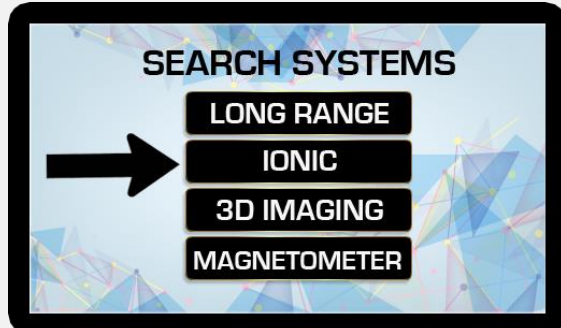 SEARCH SYSTEMS
LONG RANGE
IONIC
3D IMAGING
MAGNETOMETER